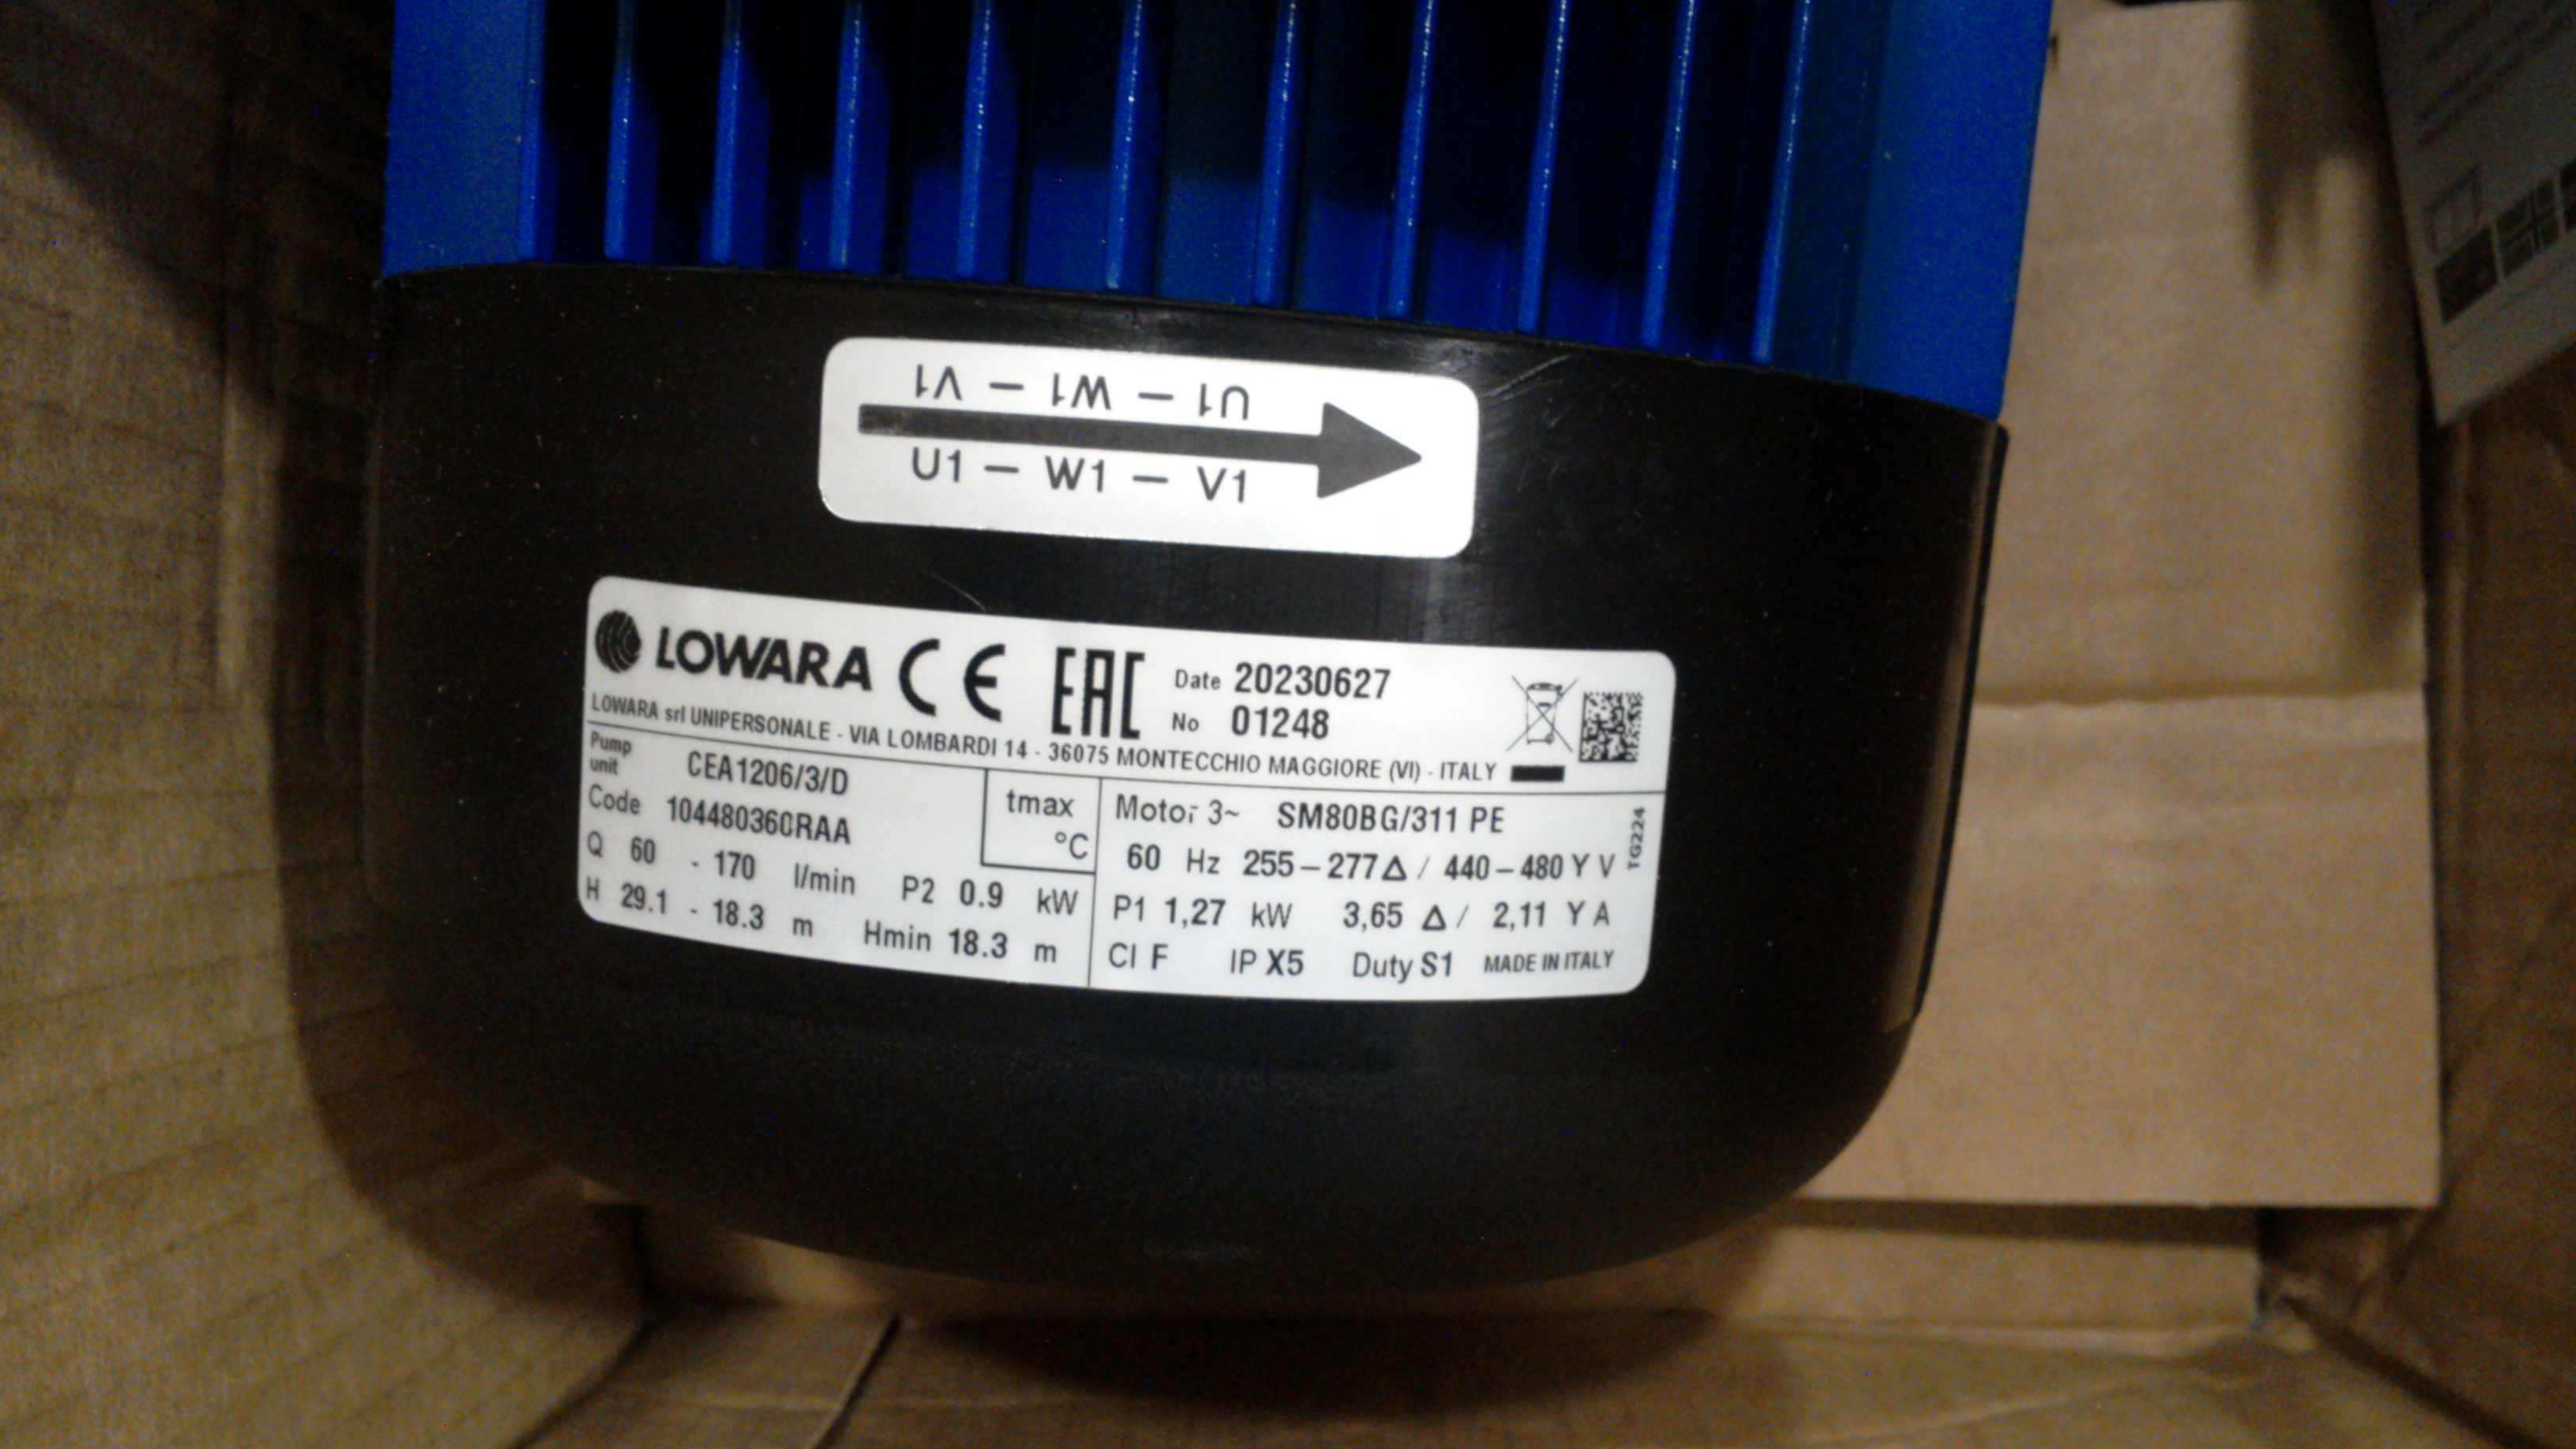 V1 – W1 – U1
U1 – W1 – V1
LOWARA CE EAC Date 20230627
No 01248
LOWARA srl UNIPERSONALE - VIA LOMBARDI 14 - 36075 MONTECCHIO MAGGIORE (VI) - ITALY
Pump unit CEA1206/3/D
Code 104480360RAA
Q 60 - 170 l/min P2 0.9 kW
H 29.1 - 18.3 m Hmin 18.3 m
tmax
°C
Motor 3~ SM80BG/311 PE
60 Hz 255–277 Δ / 440–480 Y V
P1 1,27 kW 3,65 Δ / 2,11 Y A
Cl F IP X5 Duty S1 MADE IN ITALY
TG224